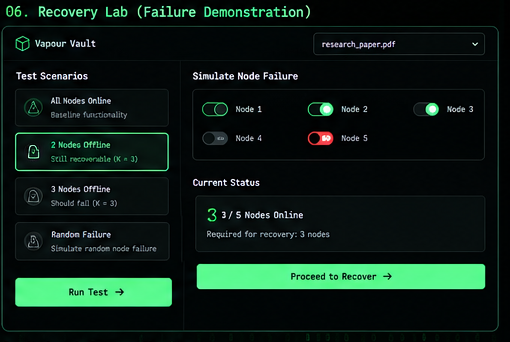 06. Recovery Lab (Failure Demonstration)
Vapour Vault
research_paper.pdf
Test Scenarios
All Nodes Online
Baseline functionality
2 Nodes Offline
Still recoverable (K = 3)
3 Nodes Offline
Should fail (K = 3)
Random Failure
Simulate random node failure
Run Test →
Simulate Node Failure
Node 1
Node 2
Node 3
Node 4
Node 5
Current Status
3 3 / 5 Nodes Online
Required for recovery: 3 nodes
Proceed to Recover →